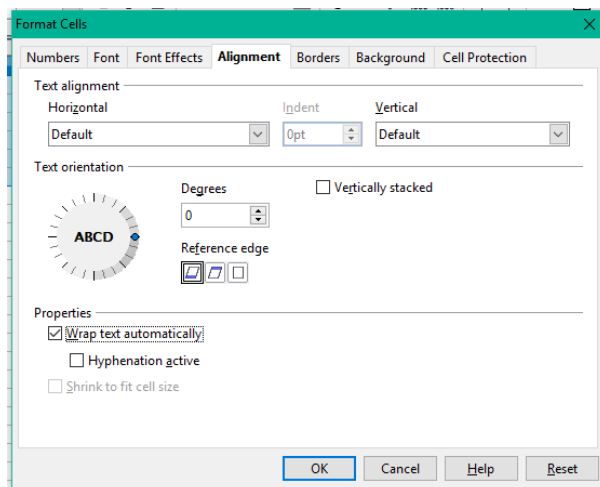 Format Cells
Numbers Font Font Effects Alignment Borders Background Cell Protection
Text alignment
Horizontal Indent Vertical
Default 0pt Default
Text orientation
Degrees Vertically stacked
0
ABCD
Reference edge
Properties
Wrap text automatically
Hyphenation active
Shrink to fit cell size
OK Cancel Help Reset